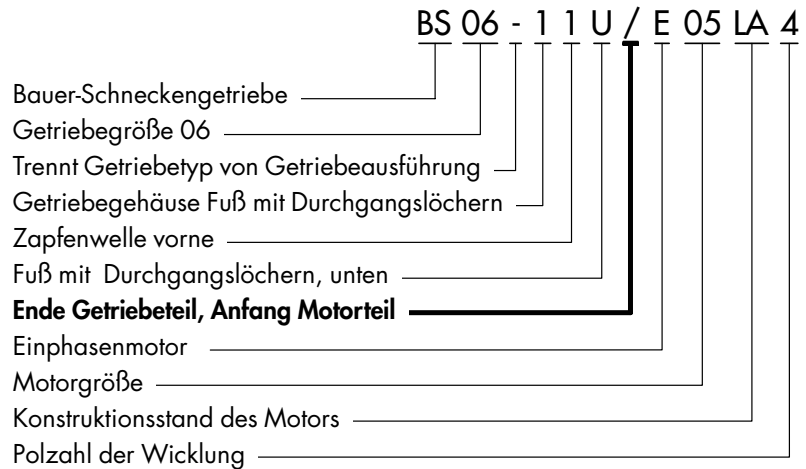 BS 06 - 1 1 U / E 05 LA 4
Bauer-Schneckengetriebe
Getriebegröße 06
Trennt Getriebetyp von Getriebeausführung
Getriebegehäuse Fuß mit Durchgangslöchern
Zapfenwelle vorne
Fuß mit Durchgangslöchern, unten
Ende Getriebeteil, Anfang Motorteil
Einphasenmotor
Motorgröße
Konstruktionsstand des Motors
Polzahl der Wicklung